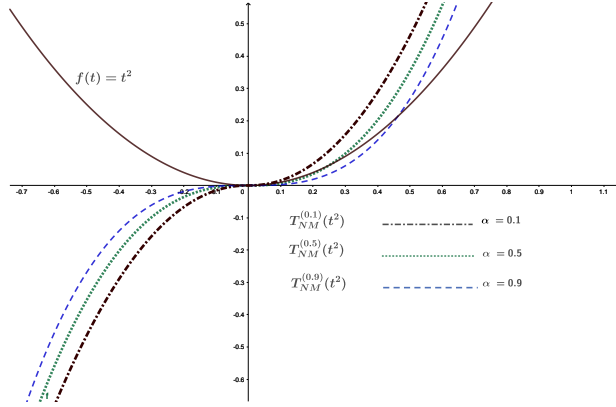 0.5
0.4
0.3
0.2
0.1
f(t) = t²
-0.7 -0.6 -0.5 -0.4 -0.3 -0.2 -0.1 0 0.1 0.2 0.3 0.4 0.5 0.6 0.7 0.8 0.9 1 1.1
-0.1
T_{NM}^{(0.1)}(t²) α = 0.1
-0.2
T_{NM}^{(0.5)}(t²) α = 0.5
-0.3
T_{NM}^{(0.9)}(t²) α = 0.9
-0.4
-0.5
-0.6